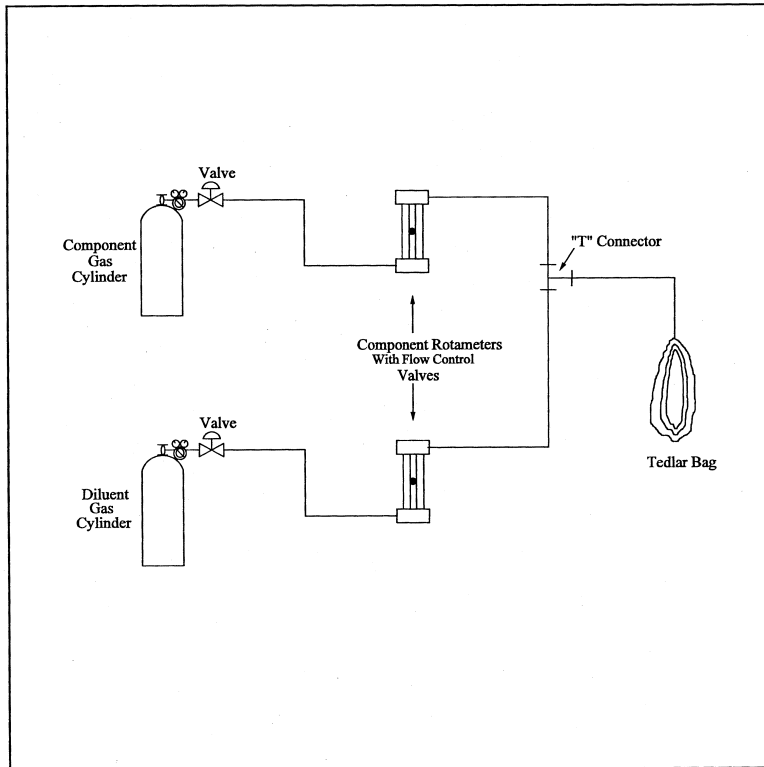 Valve
Component
Gas
Cylinder
"T" Connector
Component Rotameters
With Flow Control
Valves
Valve
Tedlar Bag
Diluent
Gas
Cylinder